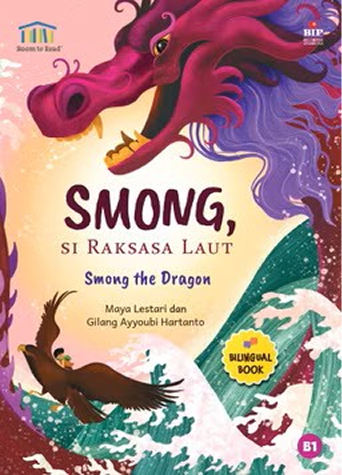 Room to Read
BIP
SMONG,
SI RAKSASA LAUT
Smong the Dragon
Maya Lestari dan
Gilang Ayyoubi Hartanto
BILINGUAL
BOOK
B1